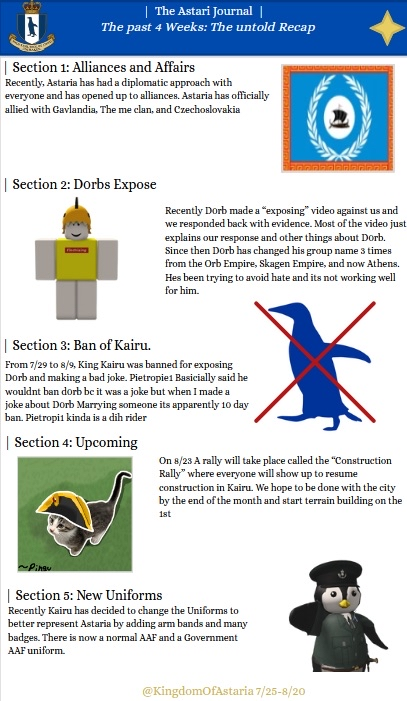 | The Astari Journal |
The past 4 Weeks: The untold Recap
| Section 1: Alliances and Affairs
Recently, Astaria has had a diplomatic approach with
everyone and has opened up to alliances. Astaria has officially
allied with Gavlandia, The me clan, and Czechoslovakia
| Section 2: D0rbs Expose
Recently D0rb made a “exposing” video against us and
we responded back with evidence. Most of the video just
explains our response and other things about D0rb.
Since then D0rb has changed his group name 3 times
from the Orb Empire, Skagen Empire, and now Athens.
Hes been trying to avoid hate and its not working well
for him.
| Section 3: Ban of Kairu.
From 7/29 to 8/9, King Kairu was banned for exposing
D0rb and making a bad joke. Pietropie1 Basicially said he
wouldnt ban d0rb bc it was a joke but when I made a
joke about D0rb Marrying someone its apparently 10 day
ban. Pietropi1 kinda is a dih rider
| Section 4: Upcoming
On 8/23 A rally will take place called the “Construction
Rally” where everyone will show up to resume
construction in Kairu. We hope to be done with the city
by the end of the month and start terrain building on the
1st
~Pingu
| Section 5: New Uniforms
Recently Kairu has decided to change the Uniforms to
better represent Astaria by adding arm bands and many
badges. There is now a normal AAF and a Government
AAF uniform.
@KingdomOfAstaria 7/25-8/20